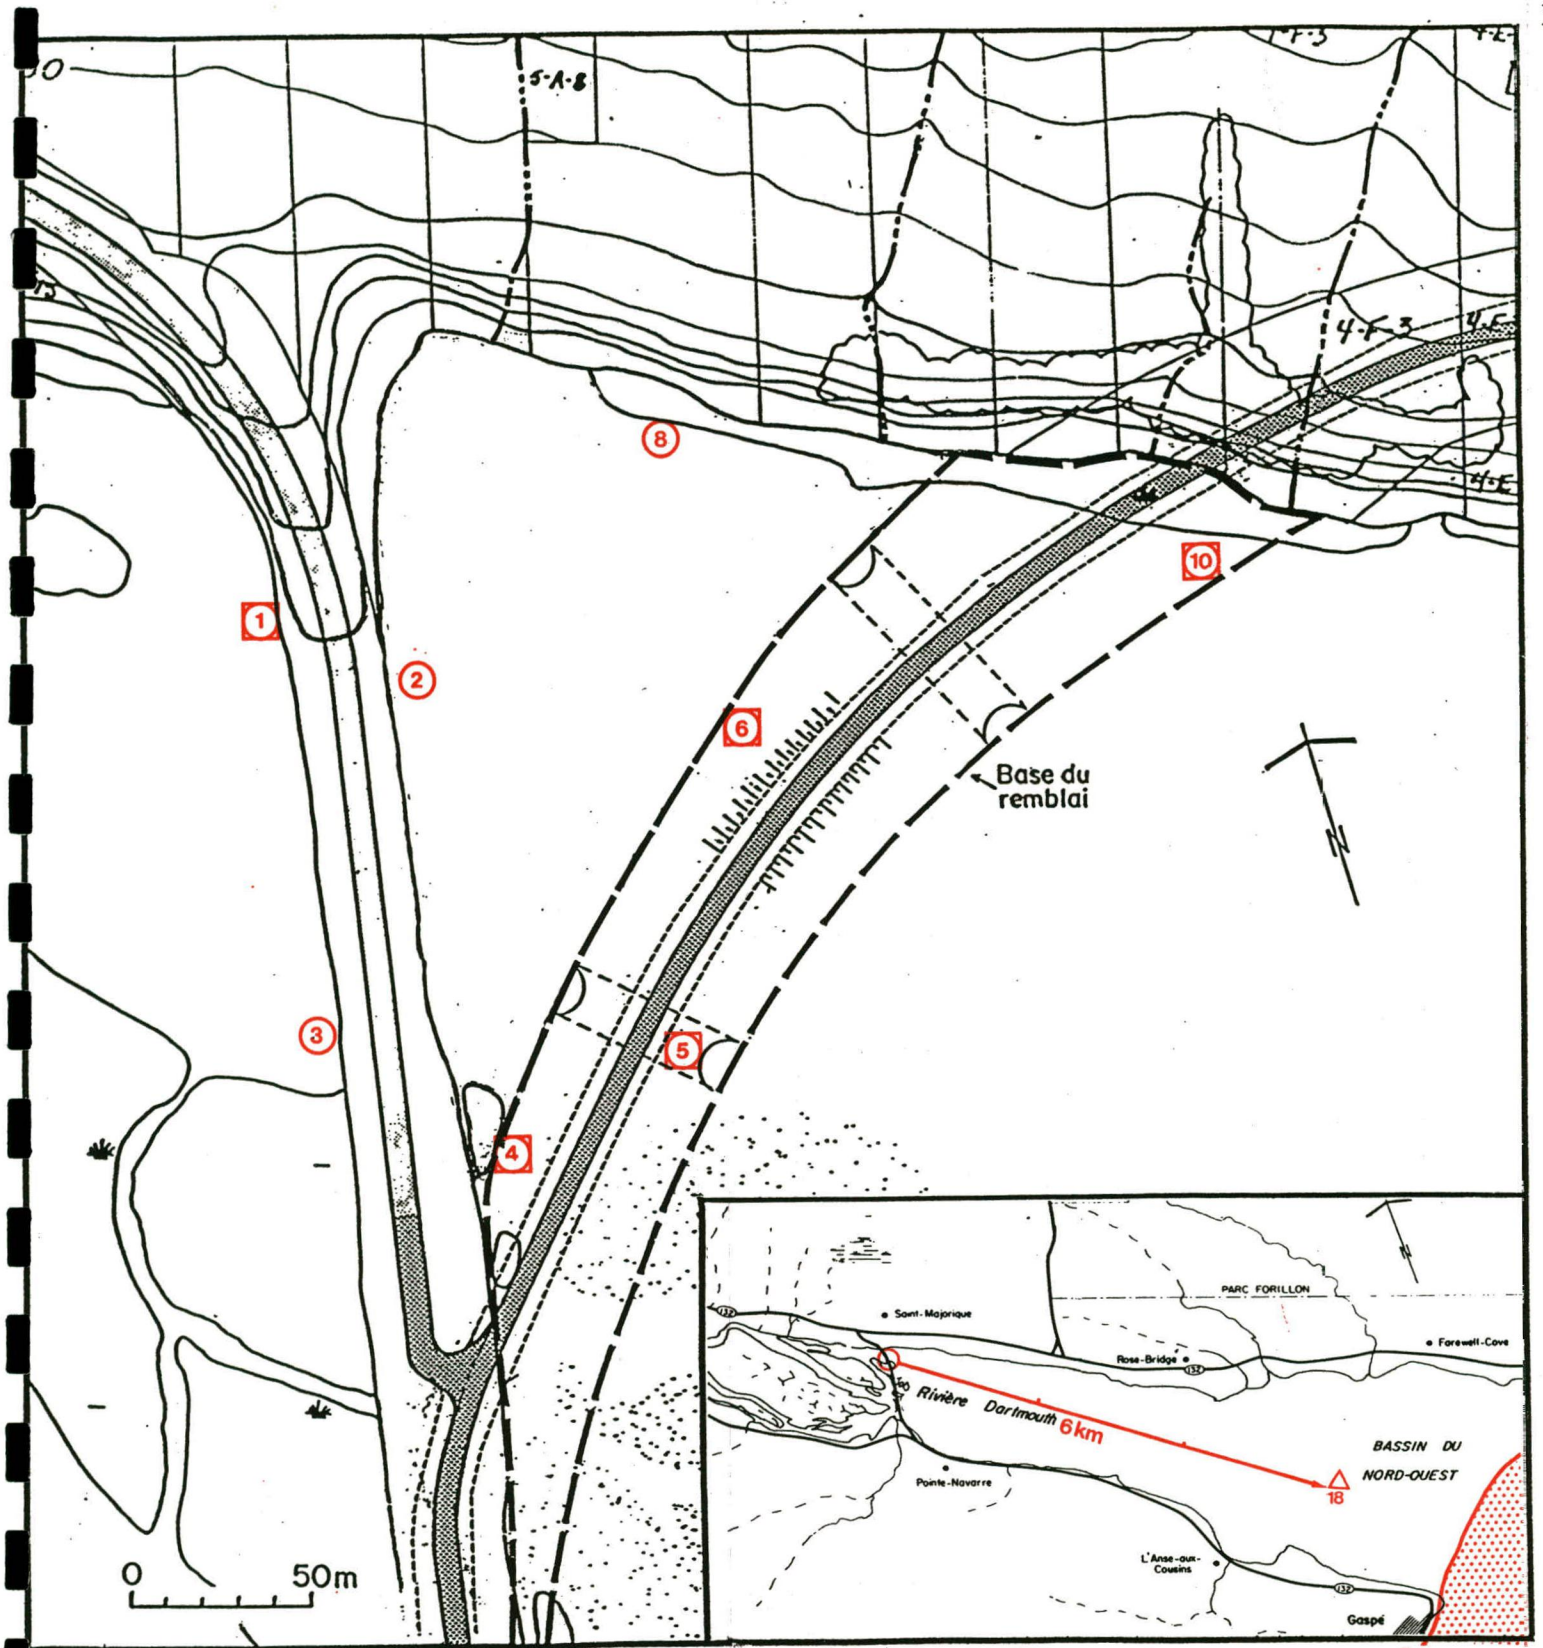 5-A-8
4-F-3
8
10
1
2
6
Base du
remblai
N
3
5
4
0 50m
N
PARC FORILLON
132
Saint-Majorique
Farewell-Cove
Rose-Bridge
132
Rivière Dartmouth
6km
BASSIN DU
NORD-OUEST
18
Pointe-Navarre
L'Anse-aux-
Cousins
132
Gaspé